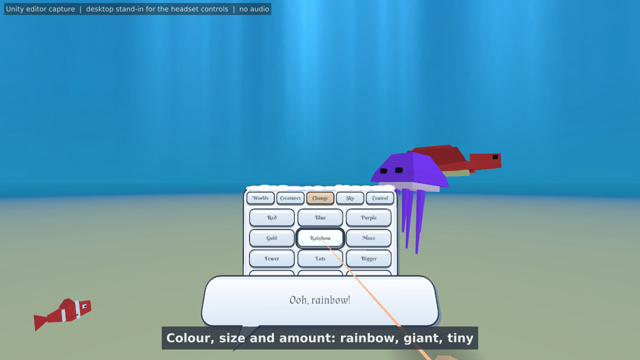 Unity editor capture | desktop stand-in for the headset controls | no audio
Worlds Creatures Change Sky Control
Red Blue Purple
Gold Rainbow More
Fewer Lots Bigger
Ooh, rainbow!
Colour, size and amount: rainbow, giant, tiny